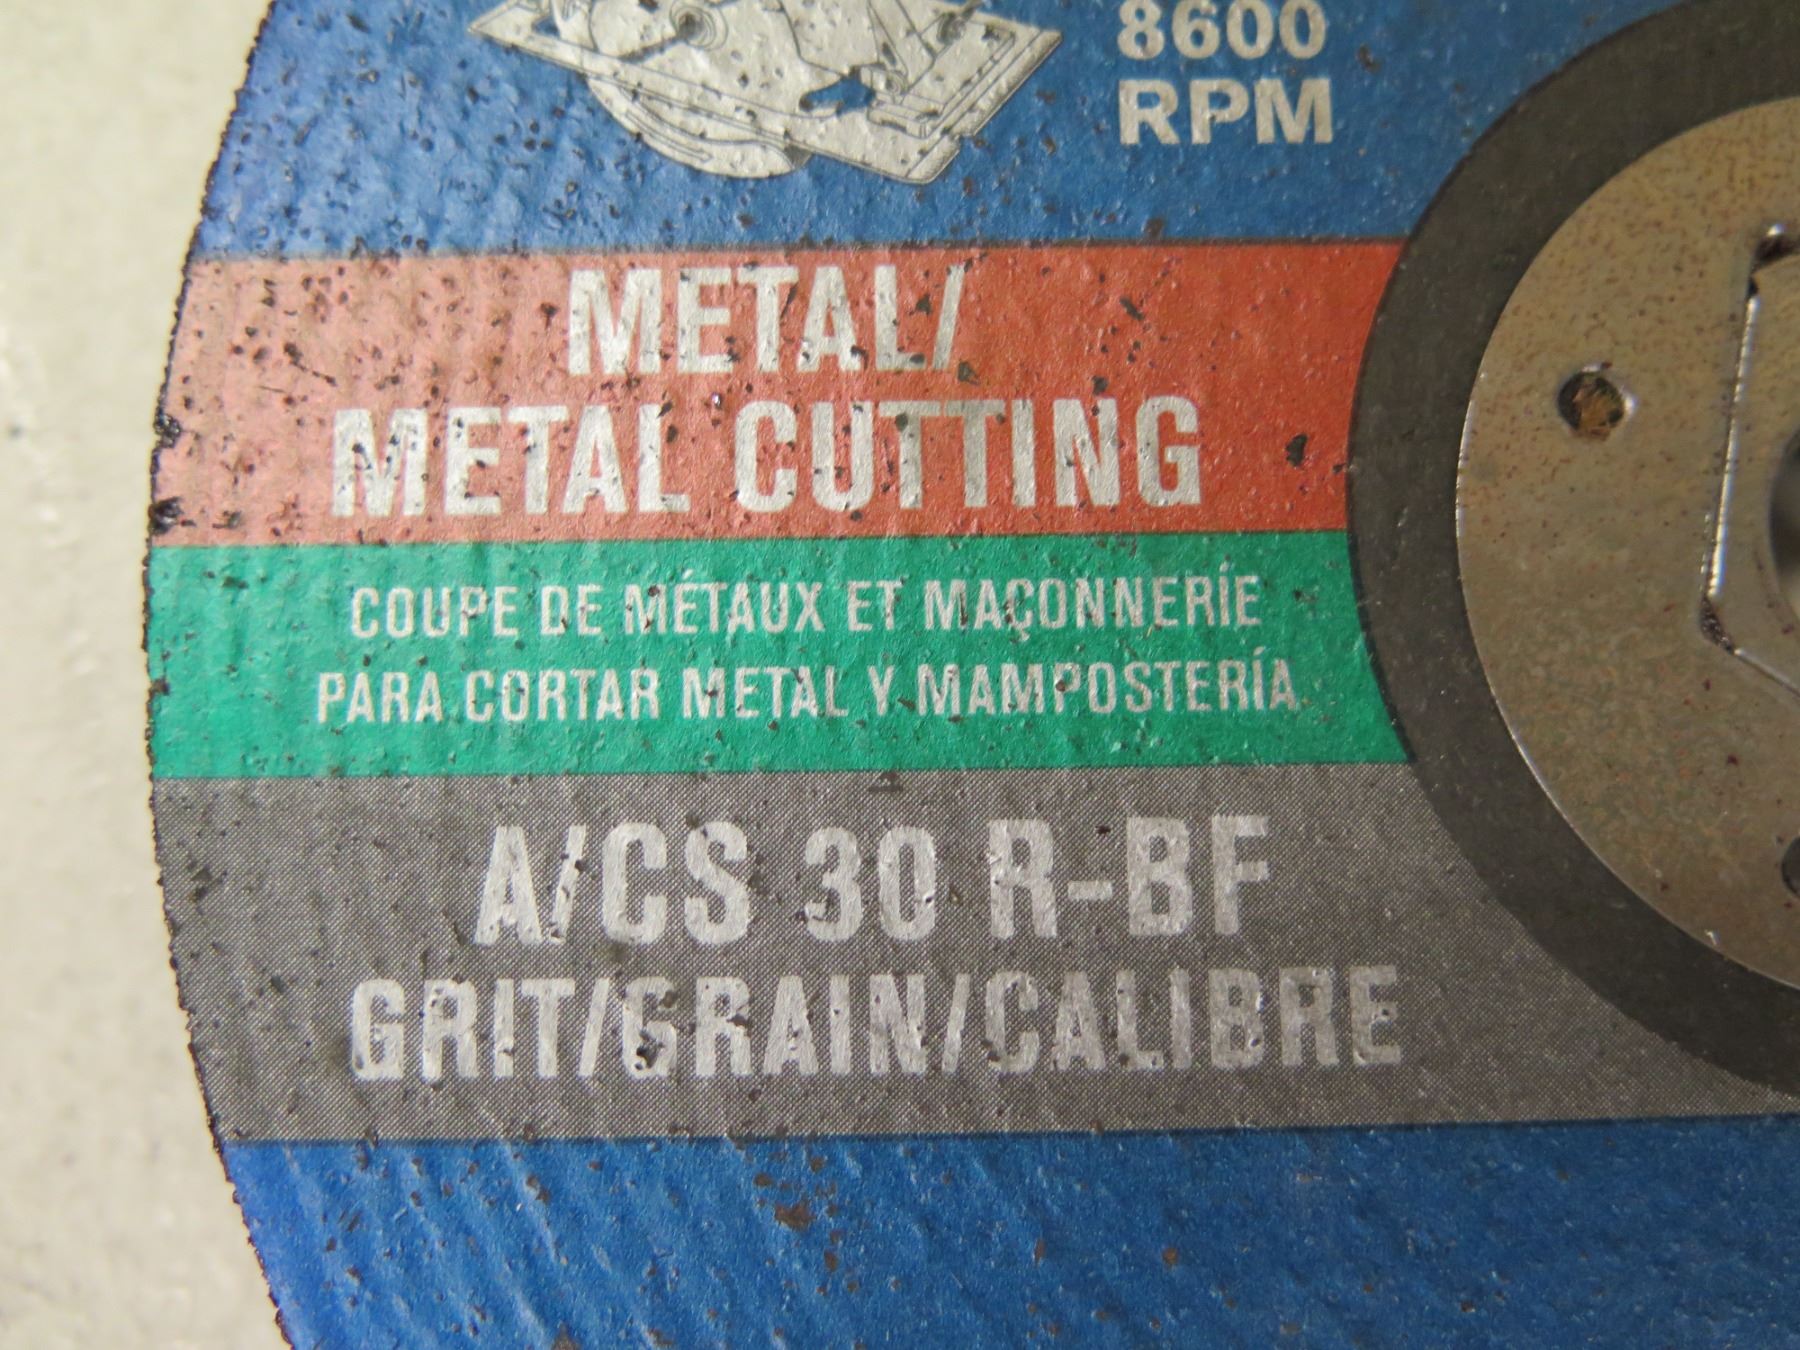 8600
RPM
METAL/
METAL CUTTING
COUPE DE MÉTAUX ET MAÇONNERÍE
PARA CORTAR METAL Y MAMPOSTERÍA
A/CS 30 R-BF
GRIT/GRAIN/CALIBRE